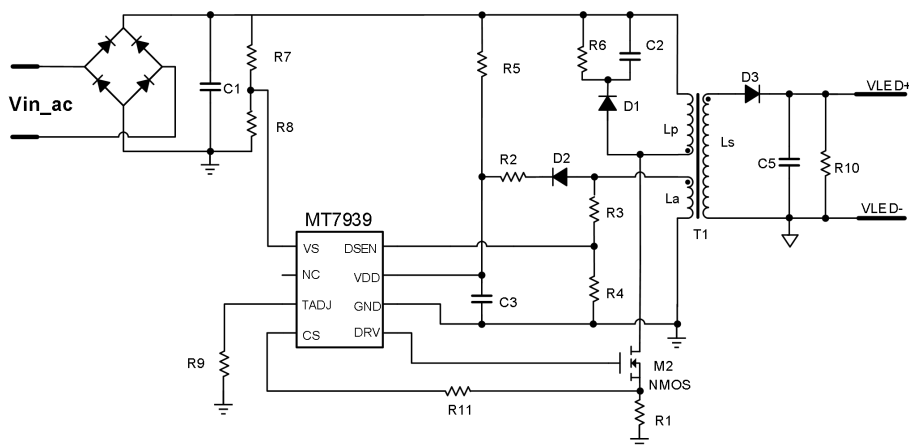 R7
R5
R6
C2
C1
D1
D3
VLED+
Vin_ac
R8
Lp
Ls
R2
D2
C5
R10
La
R3
VLED-
MT7939
T1
VS
DSEN
NC
VDD
R4
TADJ
GND
C3
CS
DRV
R9
M2
NMOS
R11
R1